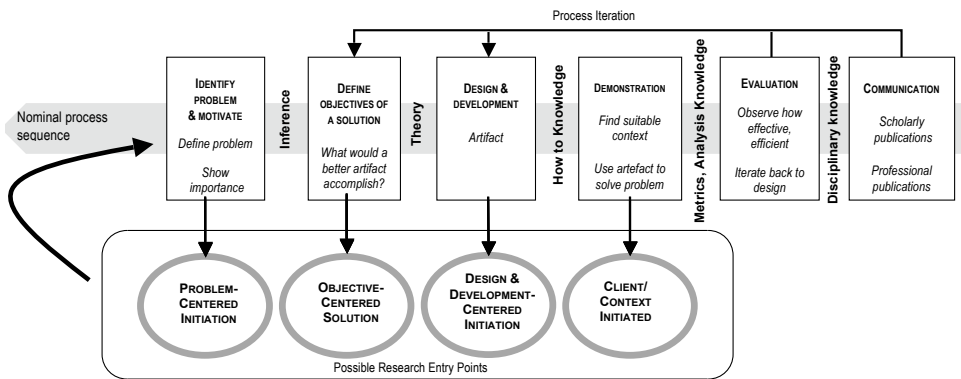 Process Iteration
Nominal process
sequence
IDENTIFY
PROBLEM
& MOTIVATE
Define problem
Show
importance
Inference
DEFINE
OBJECTIVES OF
A SOLUTION
What would a
better artifact
accomplish?
Theory
DESIGN &
DEVELOPMENT
Artifact
How to Knowledge
DEMONSTRATION
Find suitable
context
Use artefact to
solve problem
Metrics, Analysis Knowledge
EVALUATION
Observe how
effective,
efficient
Iterate back to
design
Disciplinary knowledge
COMMUNICATION
Scholarly
publications
Professional
publications
PROBLEM-
CENTERED
INITIATION
OBJECTIVE-
CENTERED
SOLUTION
DESIGN &
DEVELOPMENT-
CENTERED
INITIATION
CLIENT/
CONTEXT
INITIATED
Possible Research Entry Points